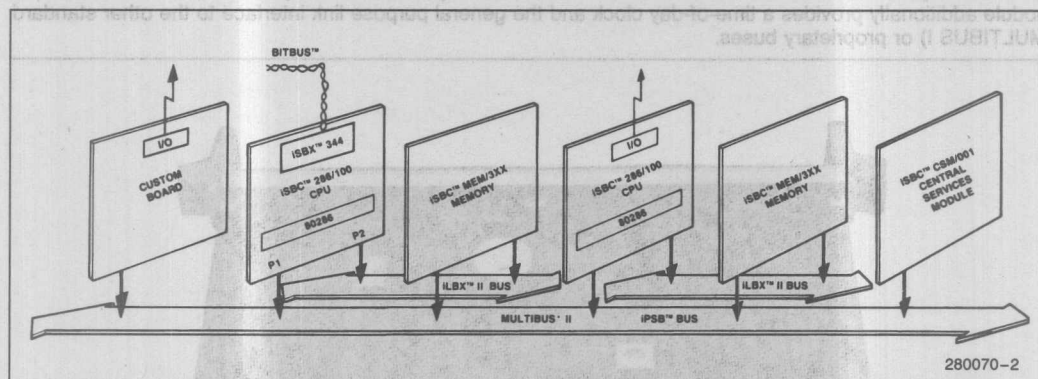 module additionally provides a time-of-day clock and the general purpose link interface to the other standard
(MULTIBUS I) or proprietary buses.
BITBUS™
I/O
CUSTOM
BOARD
iSBX™ 344
iSBC™ 286/100
CPU
80286
P1
P2
iSBC™ MEM/3XX
MEMORY
I/O
iSBC™ 286/100
CPU
80286
iSBC™ MEM/3XX
MEMORY
iSBC™ CSM/001
CENTRAL
SERVICES
MODULE
iLBX™ II BUS
iLBX™ II BUS
MULTIBUS® II iPSB™ BUS
280070-2